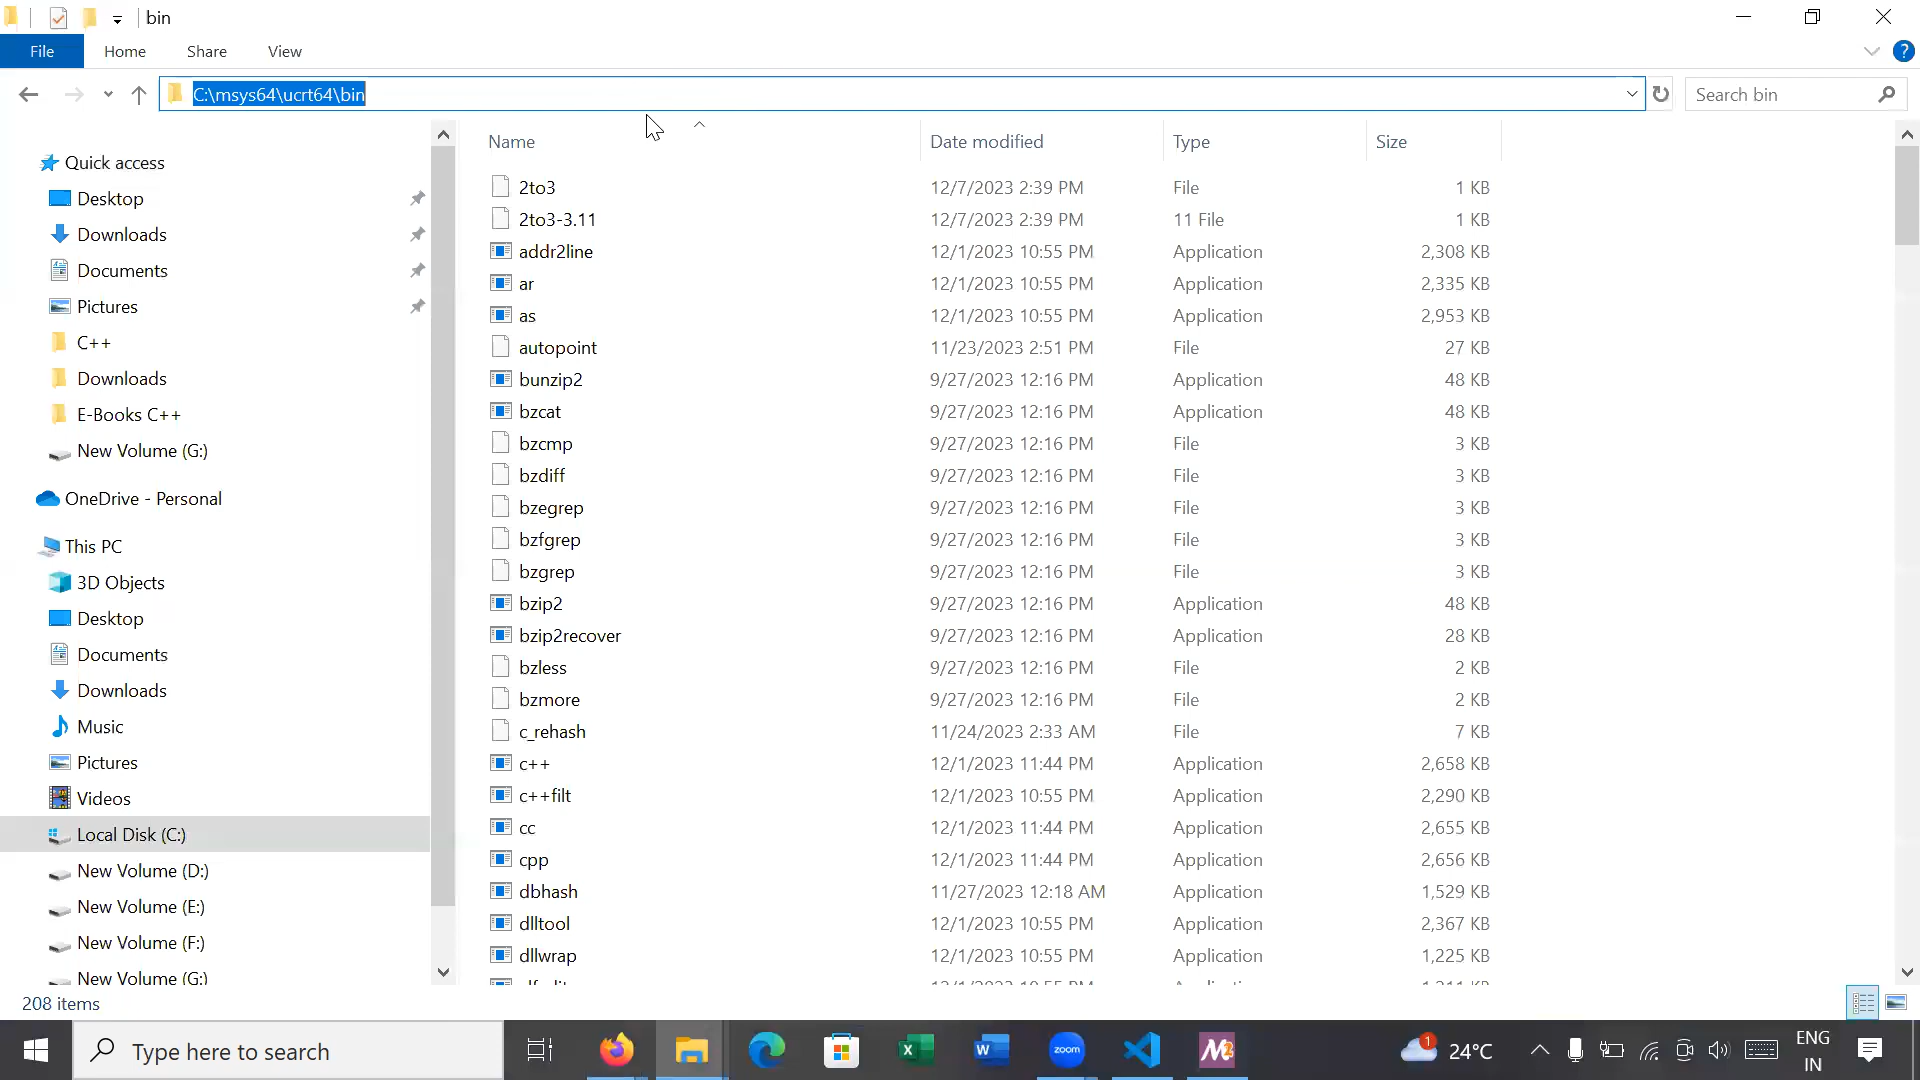 bin
File Home Share View
C:\msys64\ucrt64\bin
Search bin
Name Date modified Type Size
Quick access
Desktop
Downloads
Documents
Pictures
C++
Downloads
E-Books C++
New Volume (G:)
OneDrive - Personal
This PC
3D Objects
Desktop
Documents
Downloads
Music
Pictures
Videos
Local Disk (C:)
New Volume (D:)
New Volume (E:)
New Volume (F:)
New Volume (G:)
2to3 12/7/2023 2:39 PM File 1 KB
2to3-3.11 12/7/2023 2:39 PM 11 File 1 KB
addr2line 12/1/2023 10:55 PM Application 2,308 KB
ar 12/1/2023 10:55 PM Application 2,335 KB
as 12/1/2023 10:55 PM Application 2,953 KB
autopoint 11/23/2023 2:51 PM File 27 KB
bunzip2 9/27/2023 12:16 PM Application 48 KB
bzcat 9/27/2023 12:16 PM Application 48 KB
bzcmp 9/27/2023 12:16 PM File 3 KB
bzdiff 9/27/2023 12:16 PM File 3 KB
bzegrep 9/27/2023 12:16 PM File 3 KB
bzfgrep 9/27/2023 12:16 PM File 3 KB
bzgrep 9/27/2023 12:16 PM File 3 KB
bzip2 9/27/2023 12:16 PM Application 48 KB
bzip2recover 9/27/2023 12:16 PM Application 28 KB
bzless 9/27/2023 12:16 PM File 2 KB
bzmore 9/27/2023 12:16 PM File 2 KB
c_rehash 11/24/2023 2:33 AM File 7 KB
c++ 12/1/2023 11:44 PM Application 2,658 KB
c++filt 12/1/2023 10:55 PM Application 2,290 KB
cc 12/1/2023 11:44 PM Application 2,655 KB
cpp 12/1/2023 11:44 PM Application 2,656 KB
dbhash 11/27/2023 12:18 AM Application 1,529 KB
dlltool 12/1/2023 10:55 PM Application 2,367 KB
dllwrap 12/1/2023 10:55 PM Application 1,225 KB
208 items
Type here to search
zoom
1
24°C
ENG
IN